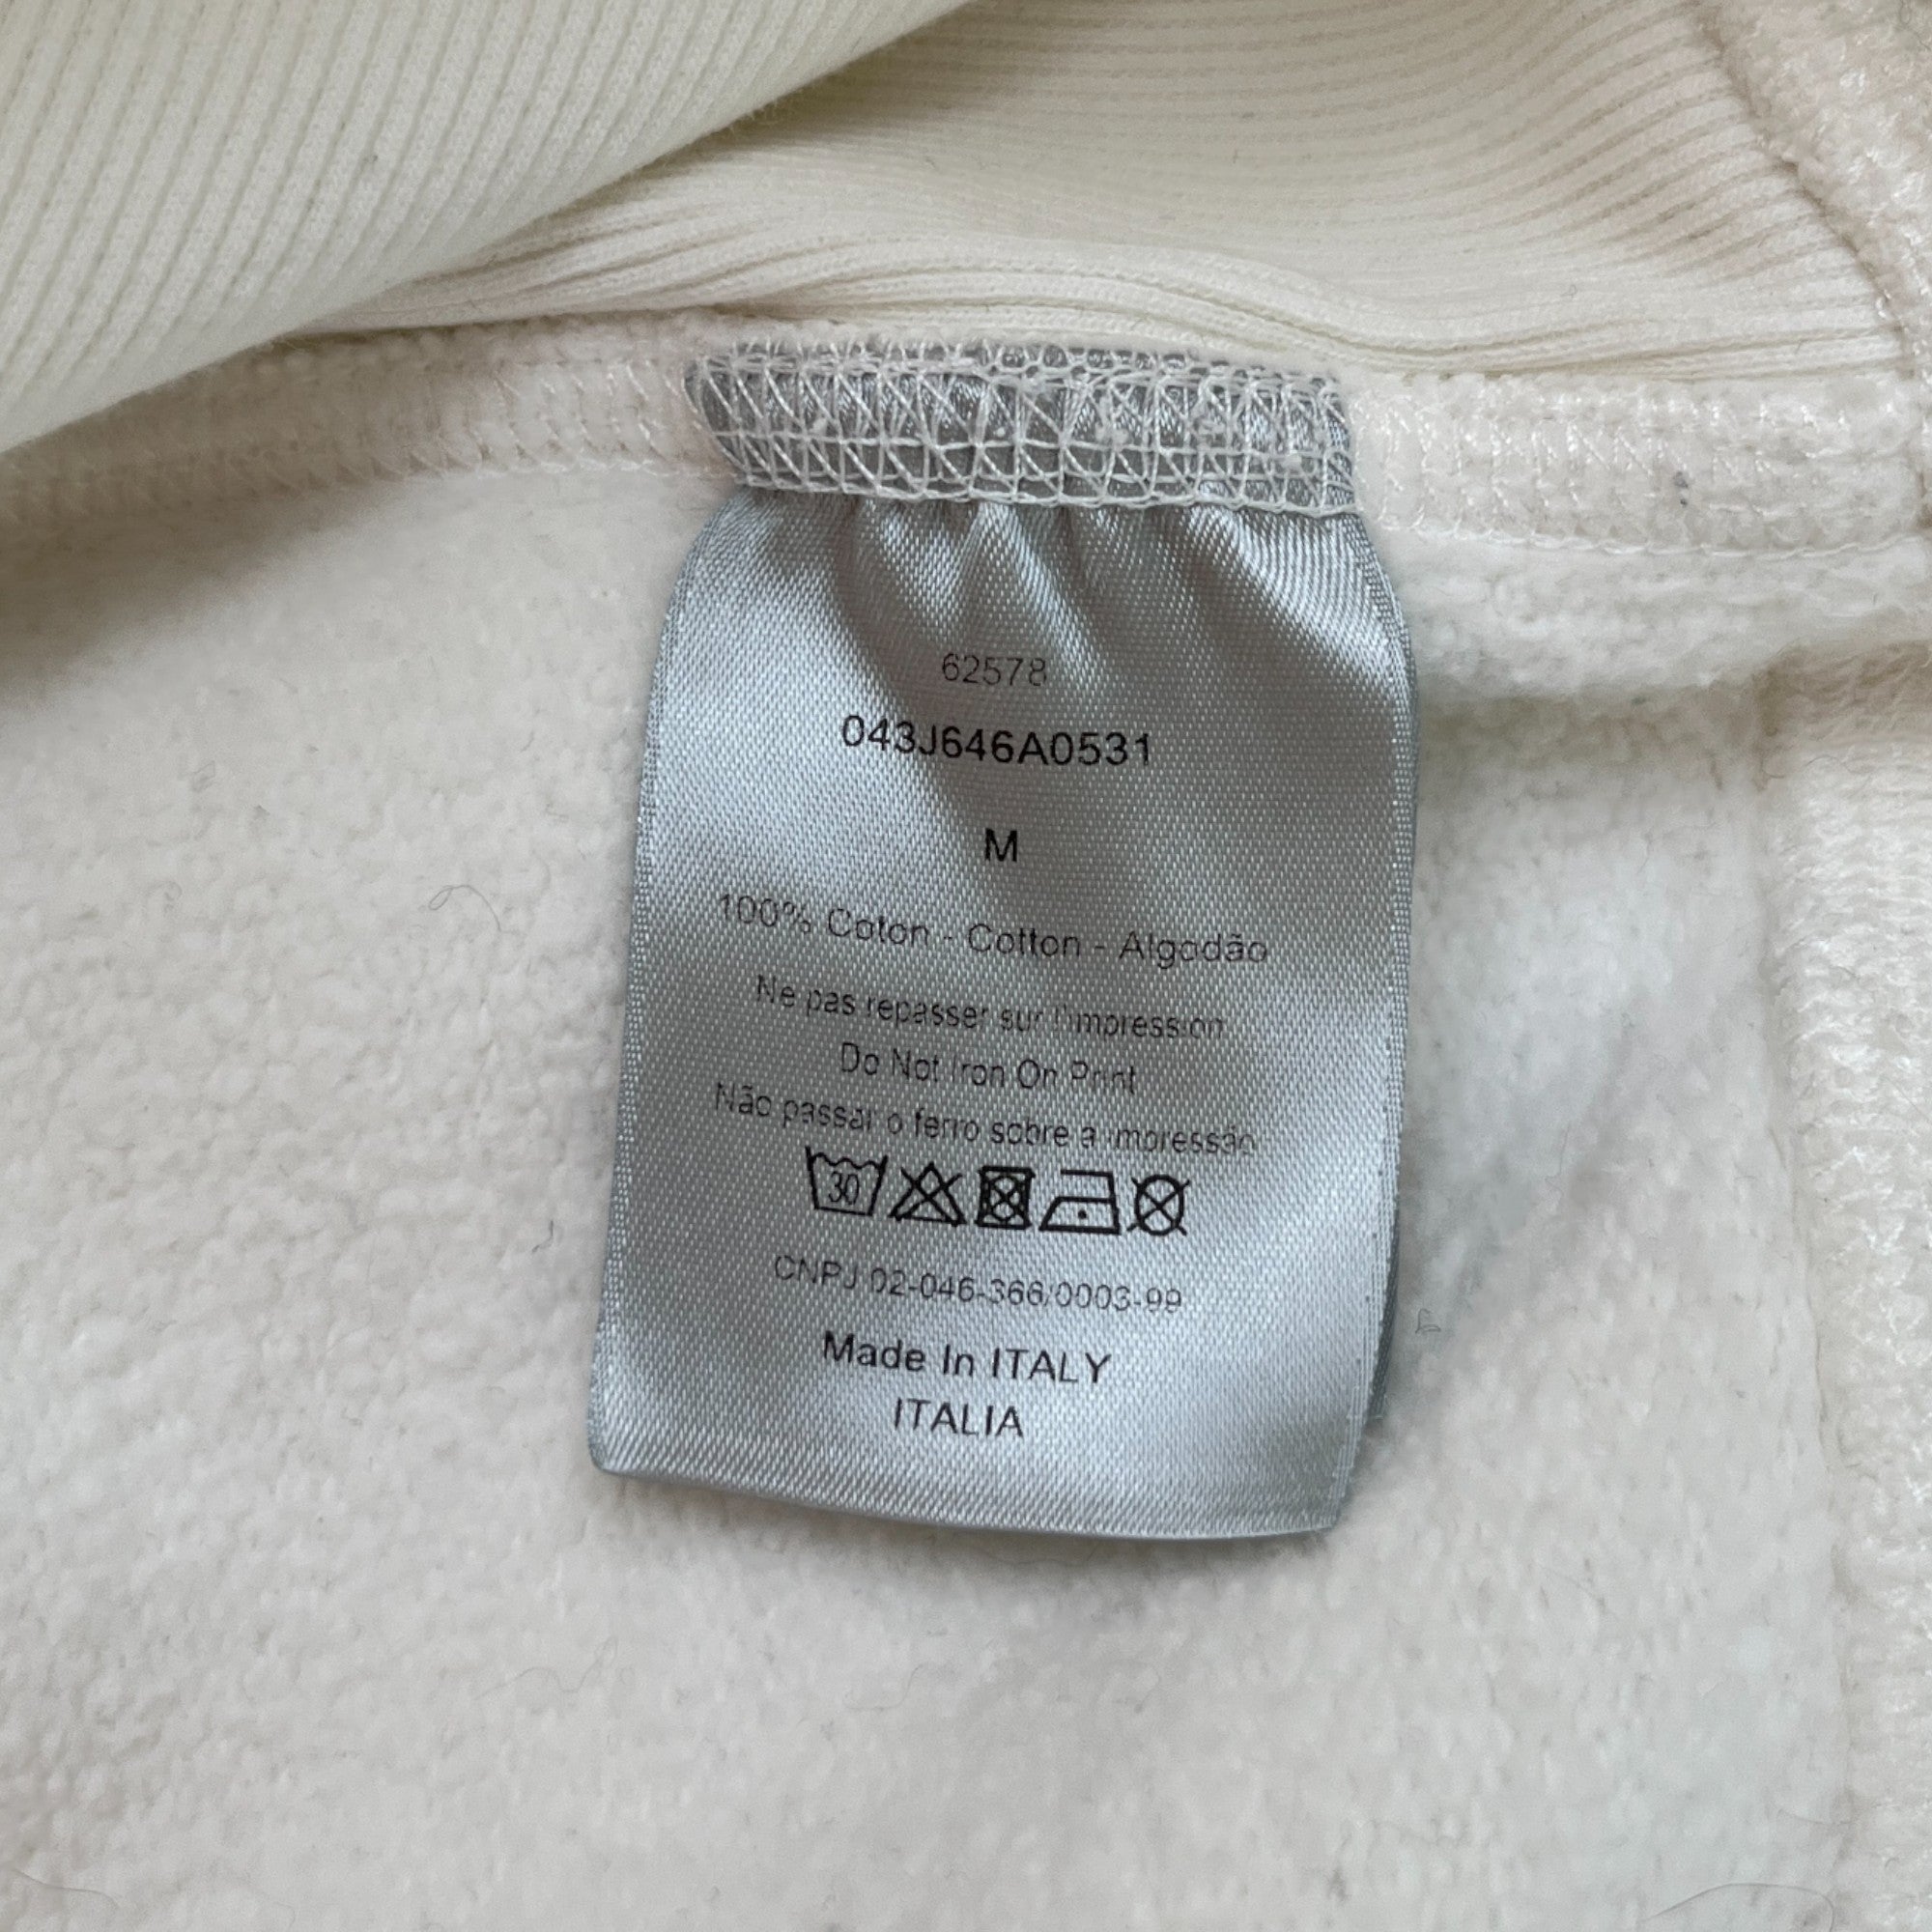 62578
043J646A0531
M
100% Coton - Cotton - Algodão
Ne pas repasser sur l'impression
Do Not Iron On Print
Não passar o ferro sobre a impressão
30
CNPJ 02-046-366/0003-99
Made In ITALY
ITALIA